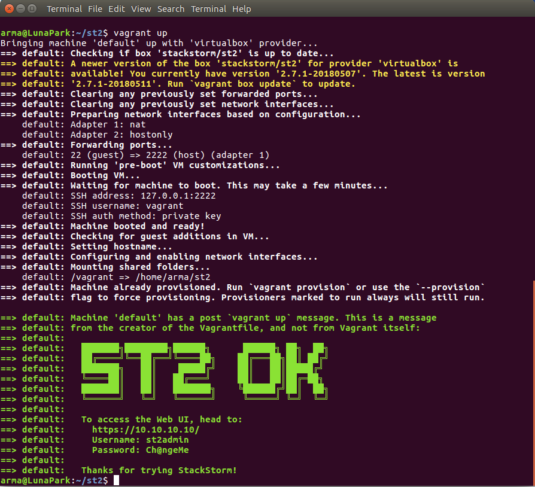 Terminal File Edit View Search Terminal Help
arma@LunaPark:~/st2$ vagrant up
Bringing machine 'default' up with 'virtualbox' provider...
==> default: Checking if box 'stackstorm/st2' is up to date...
==> default: A newer version of the box 'stackstorm/st2' for provider 'virtualbox' is
==> default: available! You currently have version '2.7.1-20180507'. The latest is version
==> default: '2.7.1-20180511'. Run `vagrant box update` to update.
==> default: Clearing any previously set forwarded ports...
==> default: Clearing any previously set network interfaces...
==> default: Preparing network interfaces based on configuration...
default: Adapter 1: nat
default: Adapter 2: hostonly
==> default: Forwarding ports...
default: 22 (guest) => 2222 (host) (adapter 1)
==> default: Running 'pre-boot' VM customizations...
==> default: Booting VM...
==> default: Waiting for machine to boot. This may take a few minutes...
default: SSH address: 127.0.0.1:2222
default: SSH username: vagrant
default: SSH auth method: private key
==> default: Machine booted and ready!
==> default: Checking for guest additions in VM...
==> default: Setting hostname...
==> default: Configuring and enabling network interfaces...
==> default: Mounting shared folders...
default: /vagrant => /home/arma/st2
==> default: Machine already provisioned. Run `vagrant provision` or use the `--provision`
==> default: flag to force provisioning. Provisioners marked to run always will still run.
==> default: Machine 'default' has a post `vagrant up` message. This is a message
==> default: from the creator of the Vagrantfile, and not from Vagrant itself:
==> default:
==> default:
==> default:
==> default: ST2 OK
==> default:
==> default:
==> default:
==> default:
==> default: To access the Web UI, head to:
==> default: https://10.10.10.10/
==> default: Username: st2admin
==> default: Password: Ch@ngeMe
==> default:
==> default: Thanks for trying StackStorm!
arma@LunaPark:~/st2$